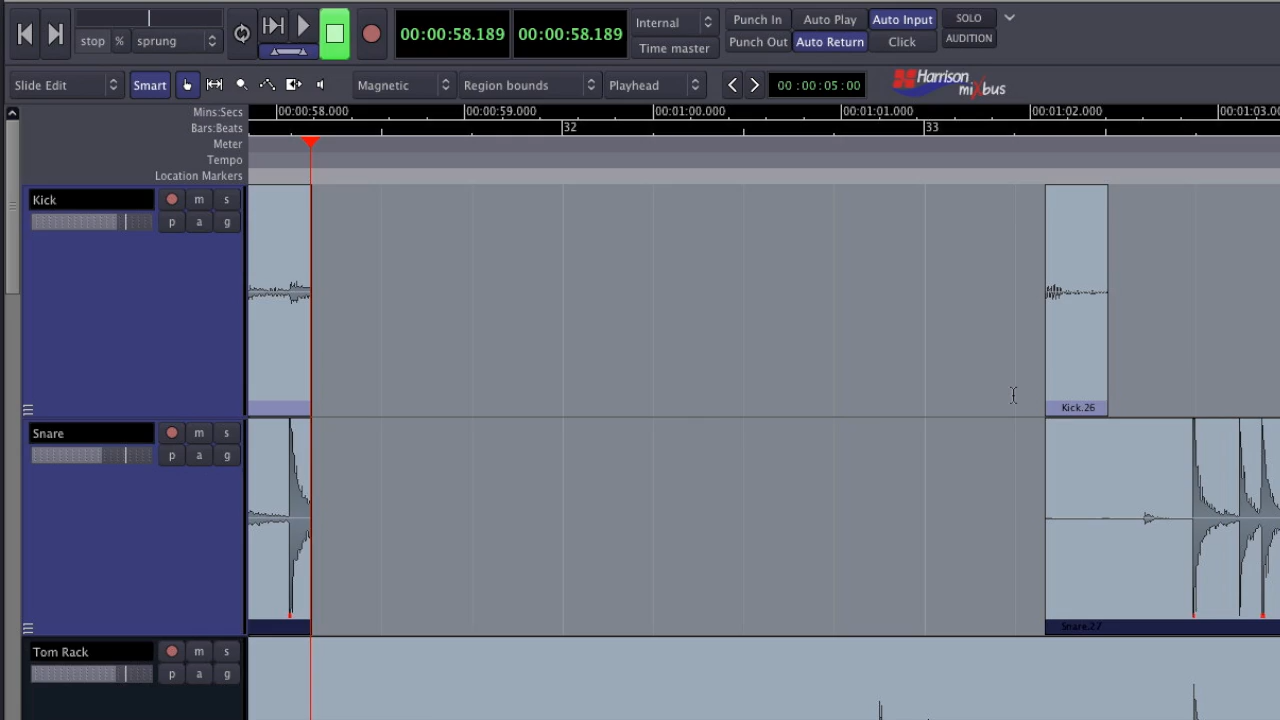 stop % sprung
00:00:58.189 00:00:58.189
Internal
Time master
Punch In Auto Play Auto Input SOLO
Punch Out Auto Return Click AUDITION
Slide Edit Smart Magnetic Region bounds Playhead 00:00:05:00 Harrison mixbus
Mins:Secs 00:00:58.000 00:00:59.000 00:01:00.000 00:01:01.000 00:01:02.000 00:01:03.0
Bars:Beats 32 33
Meter
Tempo
Location Markers
Kick m s
p a g
Kick.26
Snare m s
p a g
Snare.27
Tom Rack m s
p a g